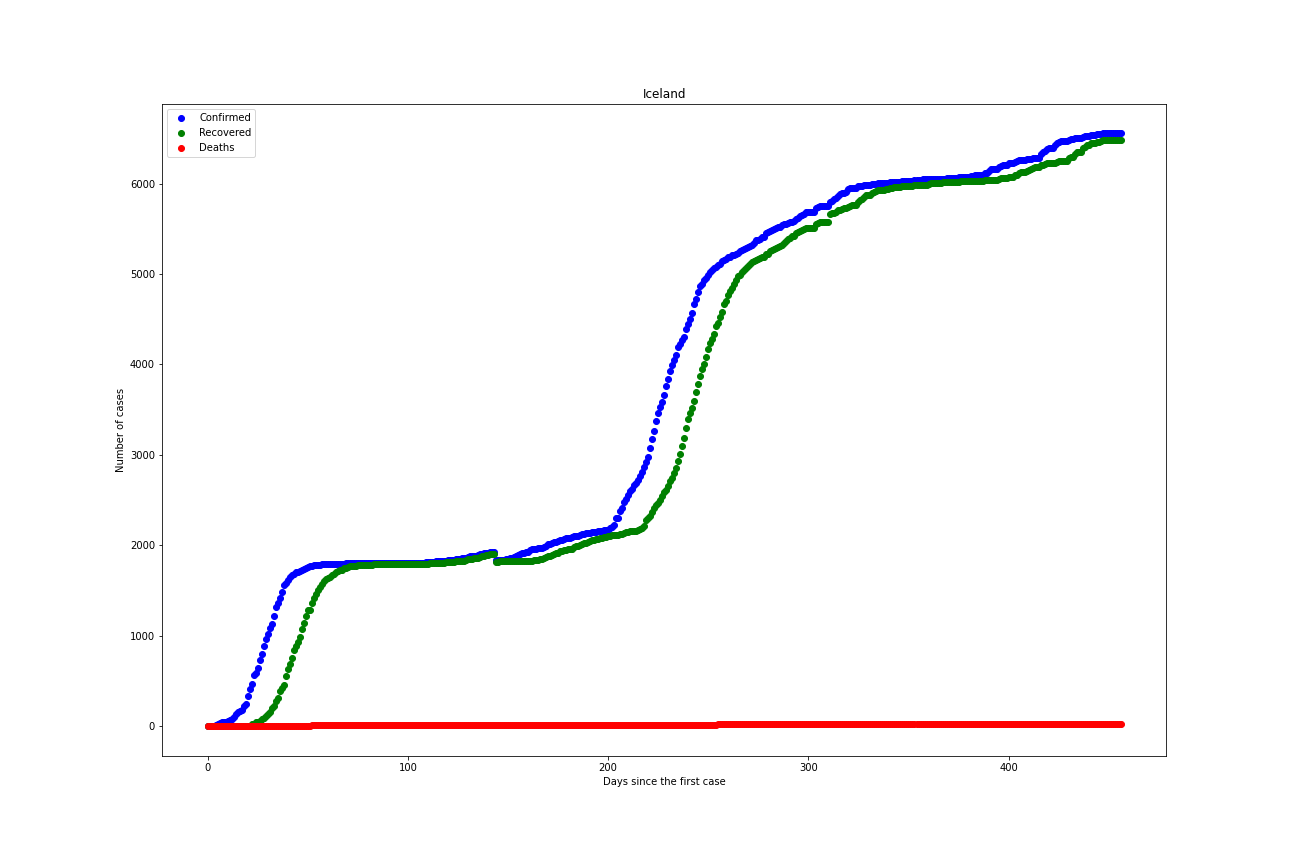 Iceland
Confirmed
Recovered
Deaths
6000
5000
4000
3000
2000
1000
0
Number of cases
0 100 200 300 400
Days since the first case